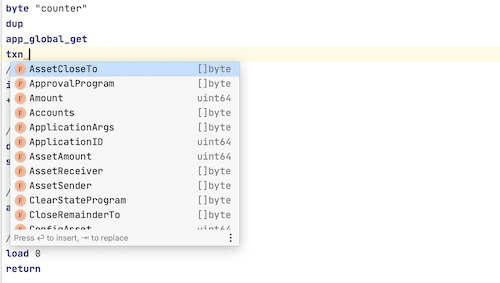 byte "counter"
dup
app_global_get
txn
/
AssetCloseTo []byte
i
ApprovalProgram []byte
+
Amount uint64
Accounts []byte
/
ApplicationArgs []byte
d
ApplicationID uint64
s
AssetAmount uint64
AssetReceiver []byte
/
AssetSender []byte
a
ClearStateProgram []byte
CloseRemainderTo []byte
/
ConfigAsset uint64
Press ⏎ to insert, ⇥ to replace
load 0
return